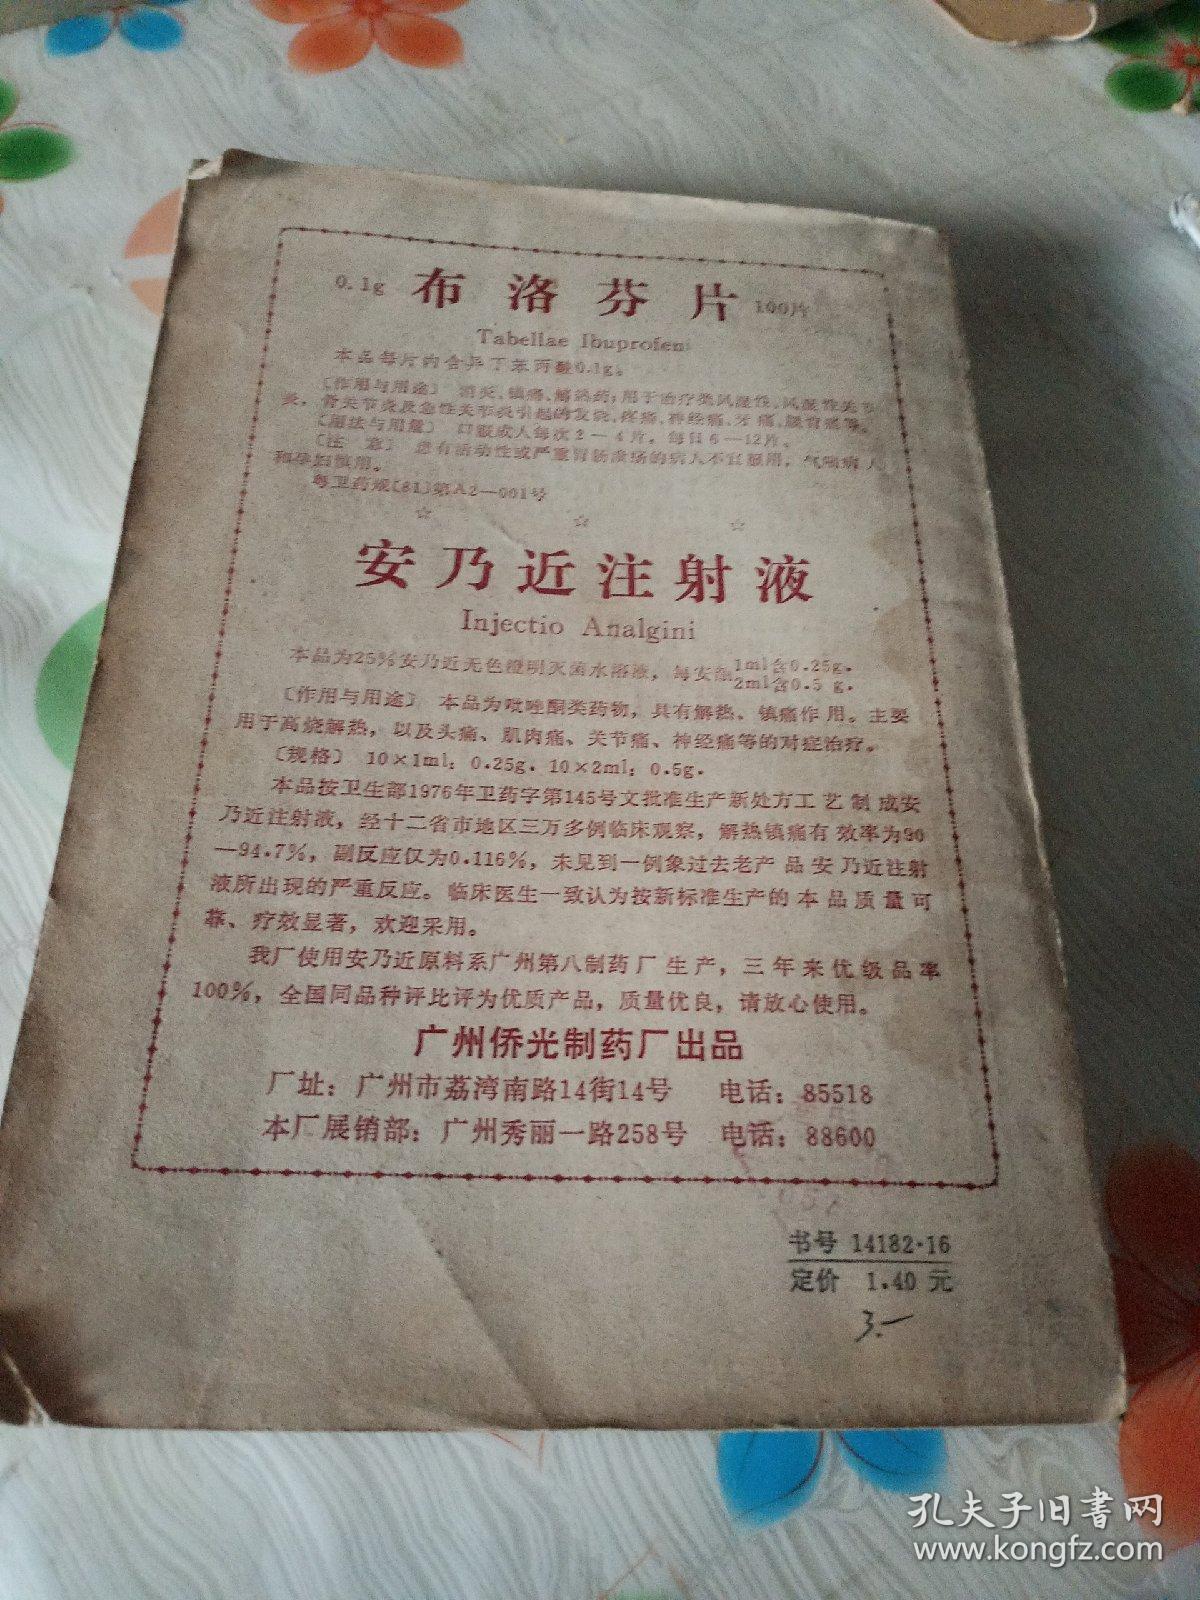 0.1g 布洛芬片 100片
Tabellae Ibuprofeni
本品每片内含异丁苯丙酸0.1g。
〔作用与用途〕 消炎、镇痛、解热药；用于治疗类风湿性、风湿性关节
炎，骨关节炎及急性关节炎引起的发烧、疼痛、神经痛、牙痛、腰背痛等。
〔用法与用量〕 口服成人每次2—4片。每日6—12片。
〔注 意〕 患有活动性或严重胃肠溃疡的病人不宜服用，气喘病人
和孕妇慎用。
粤卫药规〔81〕第A2—001号
☆ ☆ ☆
安乃近注射液
Injectio Analgini
本品为25%安乃近无色澄明灭菌水溶液，每安瓿1ml含0.25g。
2ml含0.5 g。
〔作用与用途〕 本品为吡唑酮类药物，具有解热、镇痛作用。主要
用于高烧解热，以及头痛、肌肉痛、关节痛、神经痛等的对症治疗。
〔规格〕 10×1ml：0.25g. 10×2ml：0.5g.
本品按卫生部1976年卫药字第145号文批准生产新处方工艺制成安
乃近注射液，经十二省市地区三万多例临床观察，解热镇痛有效率为90
—94.7%，副反应仅为0.116%，未见到一例象过去老产品安乃近注射
液所出现的严重反应。临床医生一致认为按新标准生产的本品质量可
靠、疗效显著，欢迎采用。
我厂使用安乃近原料系广州第八制药厂生产，三年来优级品率
100%，全国同品种评比评为优质产品，质量优良，请放心使用。
广州侨光制药厂出品
厂址：广州市荔湾南路14街14号 电话：85518
本厂展销部：广州秀丽一路258号 电话：88600
书号 14182·16
定价 1.40 元
3.—
孔夫子旧书网
www.kongfz.com